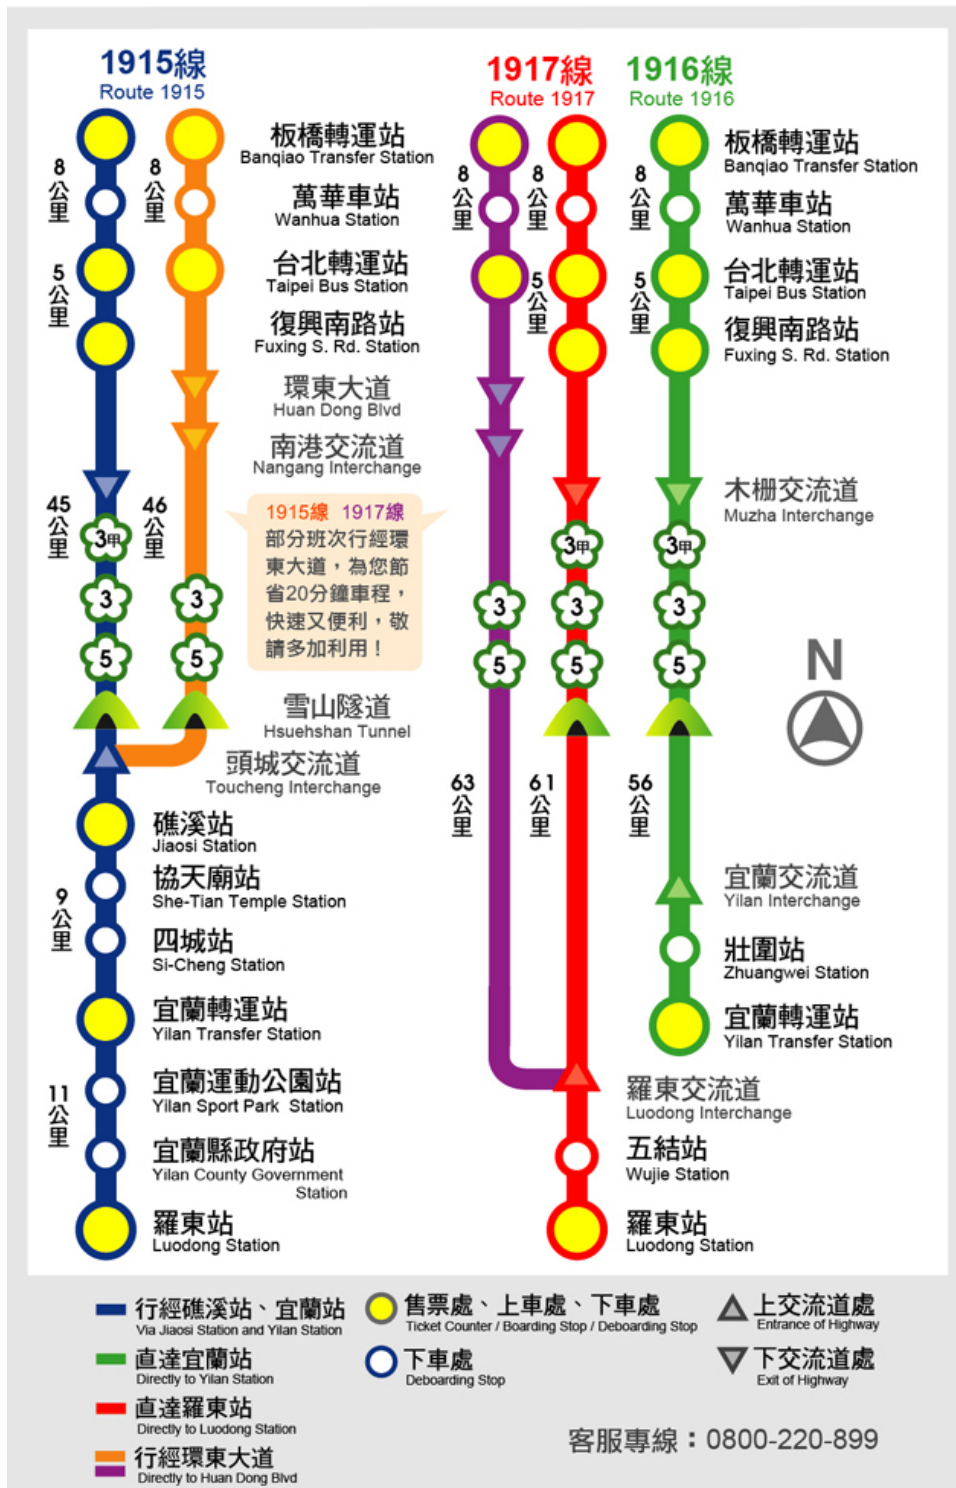 1915線
Route 1915
板橋轉運站
Banqiao Transfer Station
8公里
8公里
萬華車站
Wanhua Station
台北轉運站
Taipei Bus Station
5公里
復興南路站
Fuxing S. Rd. Station
環東大道
Huan Dong Blvd
南港交流道
Nangang Interchange
45公里
46公里
3甲
3
3
5
5
1915線 1917線
部分班次行經環
東大道，為您節
省20分鐘車程，
快速又便利，敬
請多加利用！
雪山隧道
Hsuehshan Tunnel
頭城交流道
Toucheng Interchange
礁溪站
Jiaosi Station
9公里
協天廟站
She-Tian Temple Station
四城站
Si-Cheng Station
宜蘭轉運站
Yilan Transfer Station
11公里
宜蘭運動公園站
Yilan Sport Park Station
宜蘭縣政府站
Yilan County Government
Station
羅東站
Luodong Station
1917線
Route 1917
1916線
Route 1916
板橋轉運站
Banqiao Transfer Station
8公里
8公里
8公里
萬華車站
Wanhua Station
台北轉運站
Taipei Bus Station
5公里
5公里
復興南路站
Fuxing S. Rd. Station
木柵交流道
Muzha Interchange
3甲
3甲
3
3
3
5
5
5
N
63公里
61公里
56公里
宜蘭交流道
Yilan Interchange
壯圍站
Zhuangwei Station
宜蘭轉運站
Yilan Transfer Station
羅東交流道
Luodong Interchange
五結站
Wujie Station
羅東站
Luodong Station
行經礁溪站、宜蘭站
Via Jiaosi Station and Yilan Station
直達宜蘭站
Directly to Yilan Station
直達羅東站
Directly to Luodong Station
行經環東大道
Directly to Huan Dong Blvd
售票處、上車處、下車處
Ticket Counter / Boarding Stop / Deboarding Stop
下車處
Deboarding Stop
上交流道處
Entrance of Highway
下交流道處
Exit of Highway
客服專線：0800-220-899